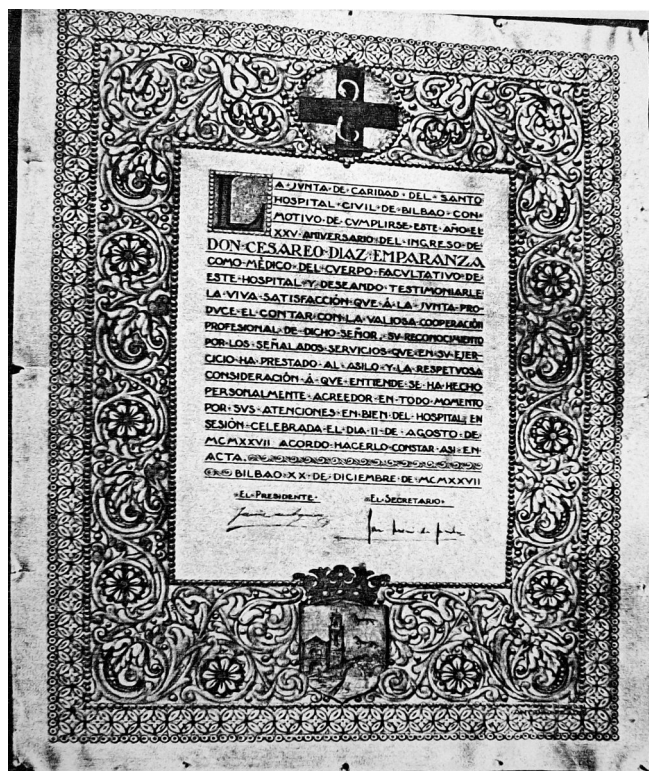 LA·JVNTA·DE·CARIDAD·DEL·SANTO
HOSPITAL·CIVIL·DE·BILBAO·CON·
MOTIVO·DE·CVMPLIRSE·ESTE·AÑO·EL
XXV·ANIVERSARIO·DEL·INGRESO·DE
DON·CESAREO·DIAZ·EMPARANZA
COMO·MÉDICO·DEL·CVERPO·FACVLTATIVO·DE
ESTE·HOSPITAL·Y·DESEANDO·TESTIMONIARLE
LA·VIVA·SATISFACCIÓN·QVE·Á·LA·JVNTA·PRO-
DVCE·EL·CONTAR·CON·LA·VALIOSA·COOPERACIÓN
PROFESIONAL·DE·DICHO·SEÑOR, SV·RECONOCIMIENTO
POR·LOS·SEÑALADOS·SERVICIOS·QVE·EN·SV·EJER-
CICIO·HA·PRESTADO·AL·ASILO·Y·LA·RESPETVOSA
CONSIDERACIÓN·Á·QVE·ENTIENDE·SE·HA·HECHO
PERSONALMENTE·ACREEDOR·EN·TODO·MOMENTO
POR·SVS·ATENCIONES·EN·BIEN·DEL·HOSPITAL, EN
SESIÓN·CELEBRADA·EL·DIA·11·DE·AGOSTO·DE·
MCMXXVII ACORDO·HACERLO·CONSTAR·ASI·EN·
ACTA·
BILBAO·XX·DE·DICIEMBRE·DE·MCMXXVII
·EL·PRESIDENTE· ·EL·SECRETARIO·